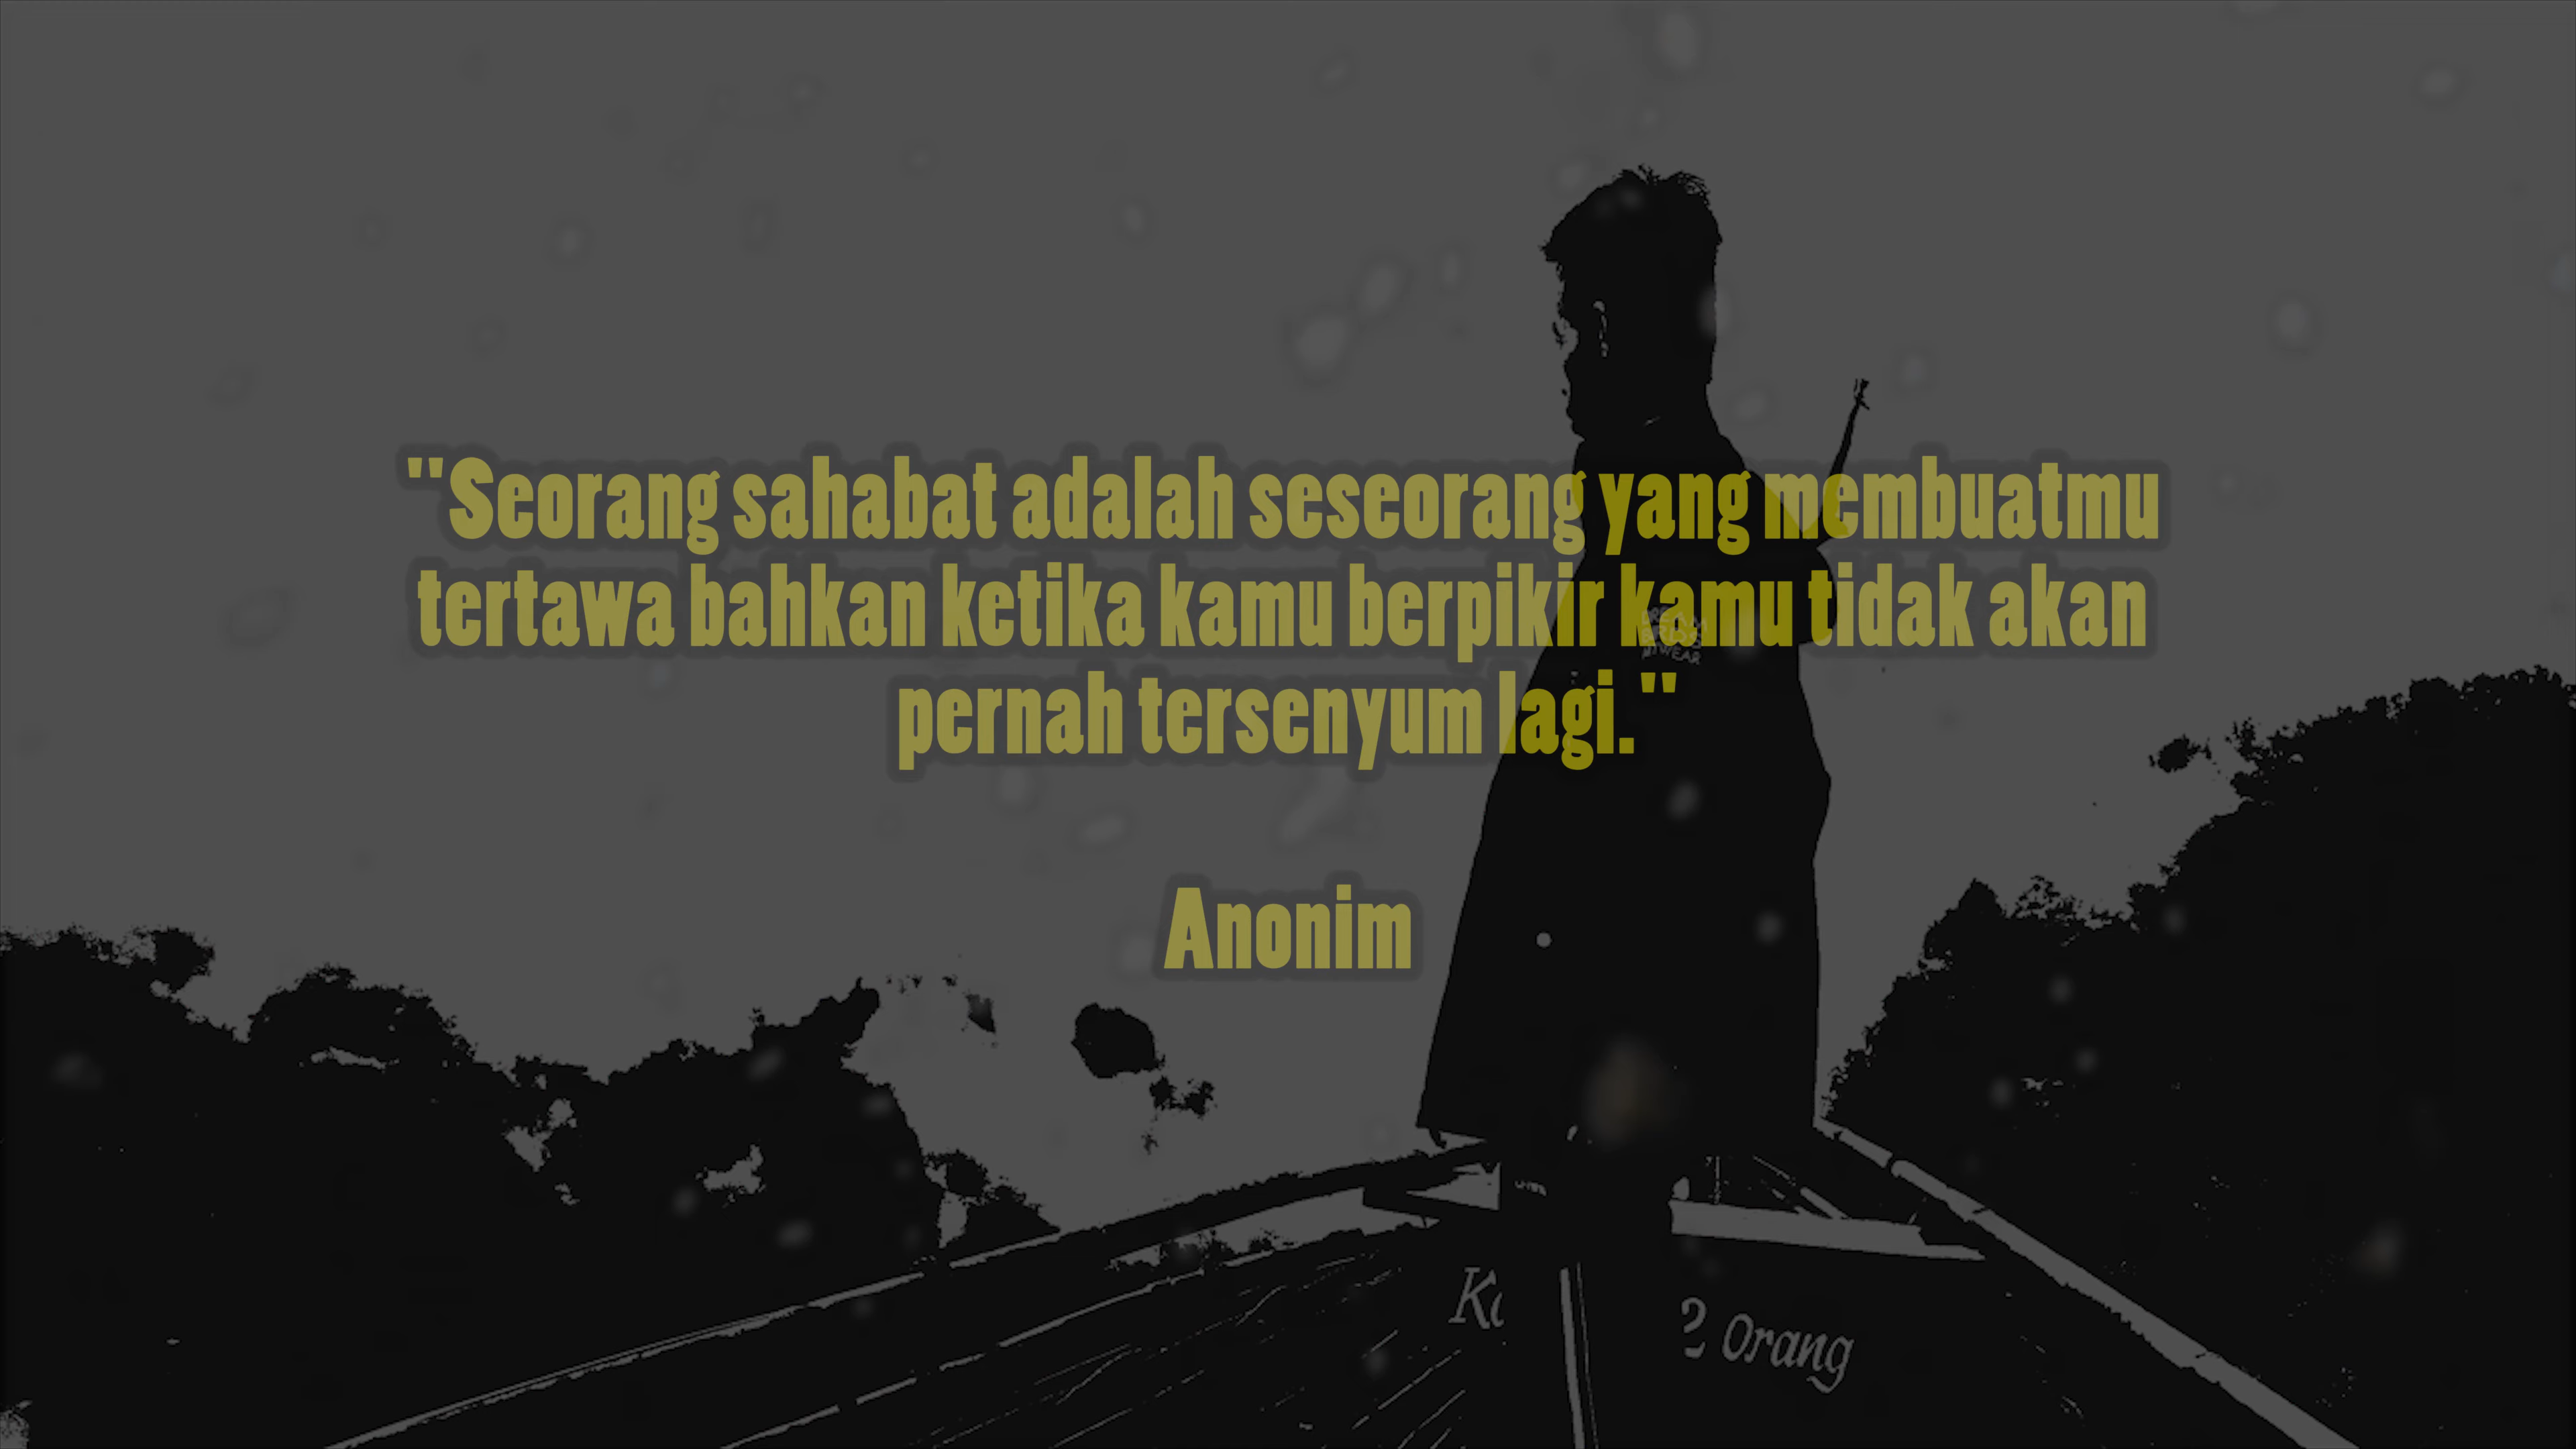 "Seorang sahabat adalah seseorang yang membuatmu
tertawa bahkan ketika kamu berpikir kamu tidak akan
pernah tersenyum lagi."
Anonim
2 Orang